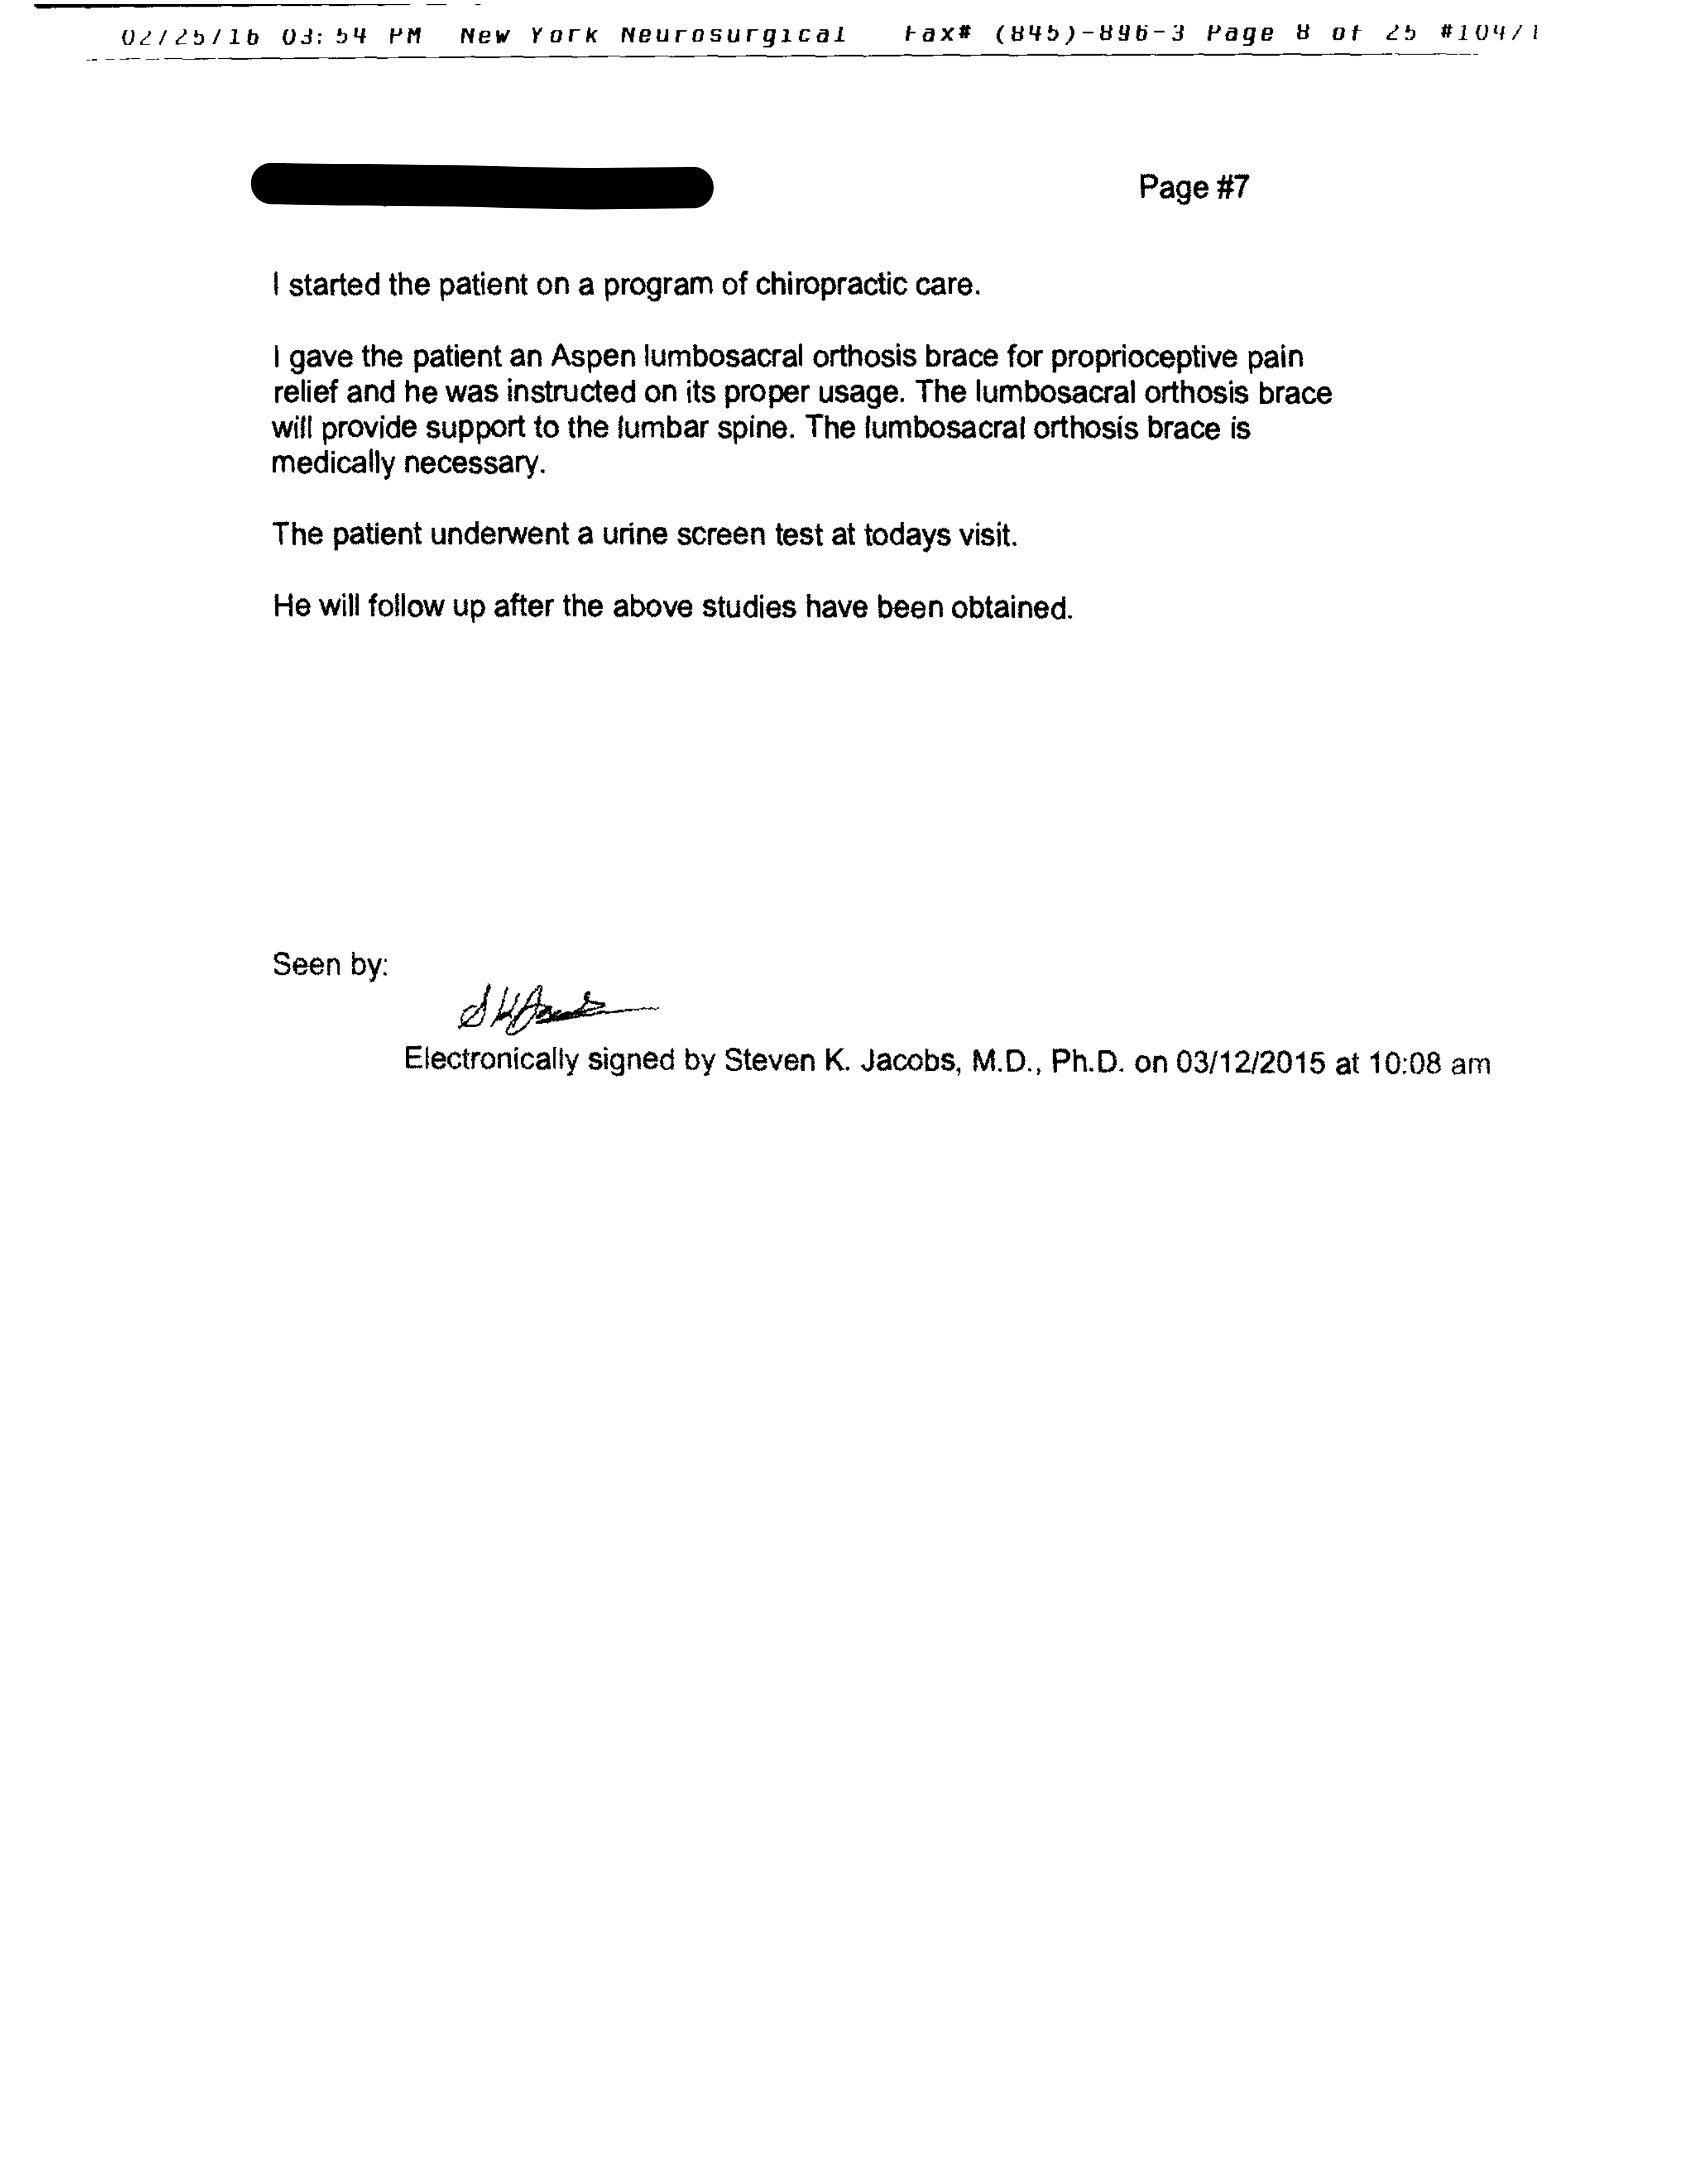 02/25/16 03:54 PM New York Neurosurgical Fax# (845)-896-3 Page 8 of 25 #10471
Page #7
I started the patient on a program of chiropractic care.
I gave the patient an Aspen lumbosacral orthosis brace for proprioceptive pain
relief and he was instructed on its proper usage. The lumbosacral orthosis brace
will provide support to the lumbar spine. The lumbosacral orthosis brace is
medically necessary.
The patient underwent a urine screen test at todays visit.
He will follow up after the above studies have been obtained.
Seen by:
Electronically signed by Steven K. Jacobs, M.D., Ph.D. on 03/12/2015 at 10:08 am